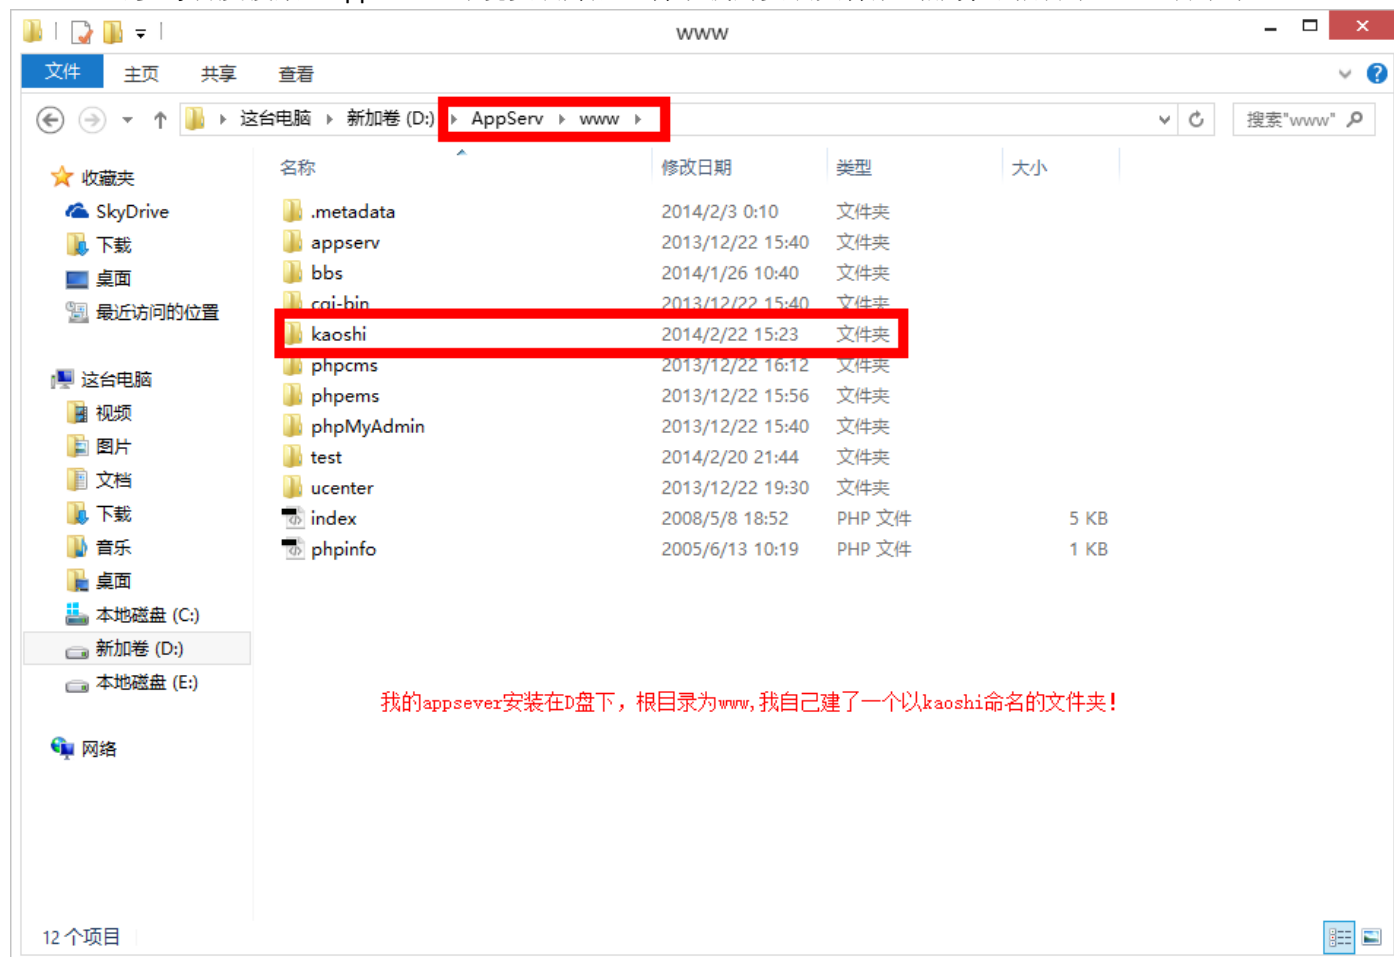 www
文件 主页 共享 查看
这台电脑 新加卷 (D:) AppServ www 搜索"www"
名称 修改日期 类型 大小
收藏夹
SkyDrive
下载
桌面
最近访问的位置
这台电脑
视频
图片
文档
下载
音乐
桌面
本地磁盘 (C:)
新加卷 (D:)
本地磁盘 (E:)
网络
.metadata 2014/2/3 0:10 文件夹
appserv 2013/12/22 15:40 文件夹
bbs 2014/1/26 10:40 文件夹
cgi-bin 2013/12/22 15:40 文件夹
kaoshi 2014/2/22 15:23 文件夹
phpcms 2013/12/22 16:12 文件夹
phpems 2013/12/22 15:56 文件夹
phpMyAdmin 2013/12/22 15:40 文件夹
test 2014/2/20 21:44 文件夹
ucenter 2013/12/22 19:30 文件夹
index 2008/5/8 18:52 PHP 文件 5 KB
phpinfo 2005/6/13 10:19 PHP 文件 1 KB
我的appsever安装在D盘下，根目录为www,我自己建了一个以kaoshi命名的文件夹！
12 个项目